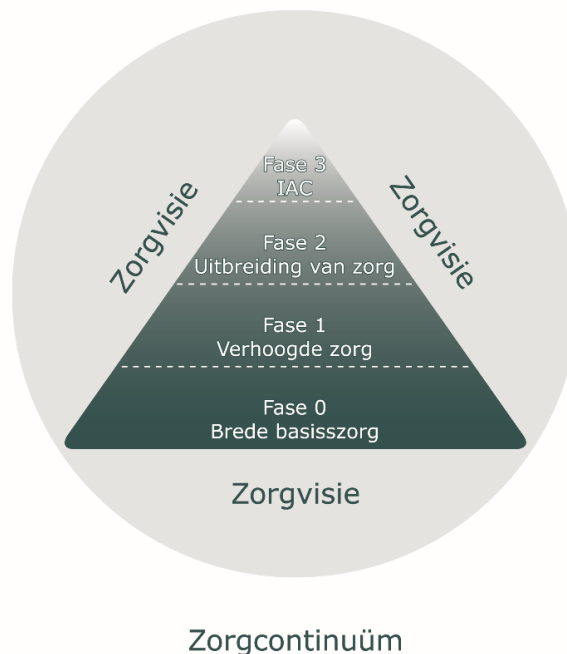 Fase 3
IAC
Zorgvisie
Zorgvisie
Fase 2
Uitbreiding van zorg
Fase 1
Verhoogde zorg
Fase 0
Brede basisszorg
Zorgvisie
Zorgcontinuüm